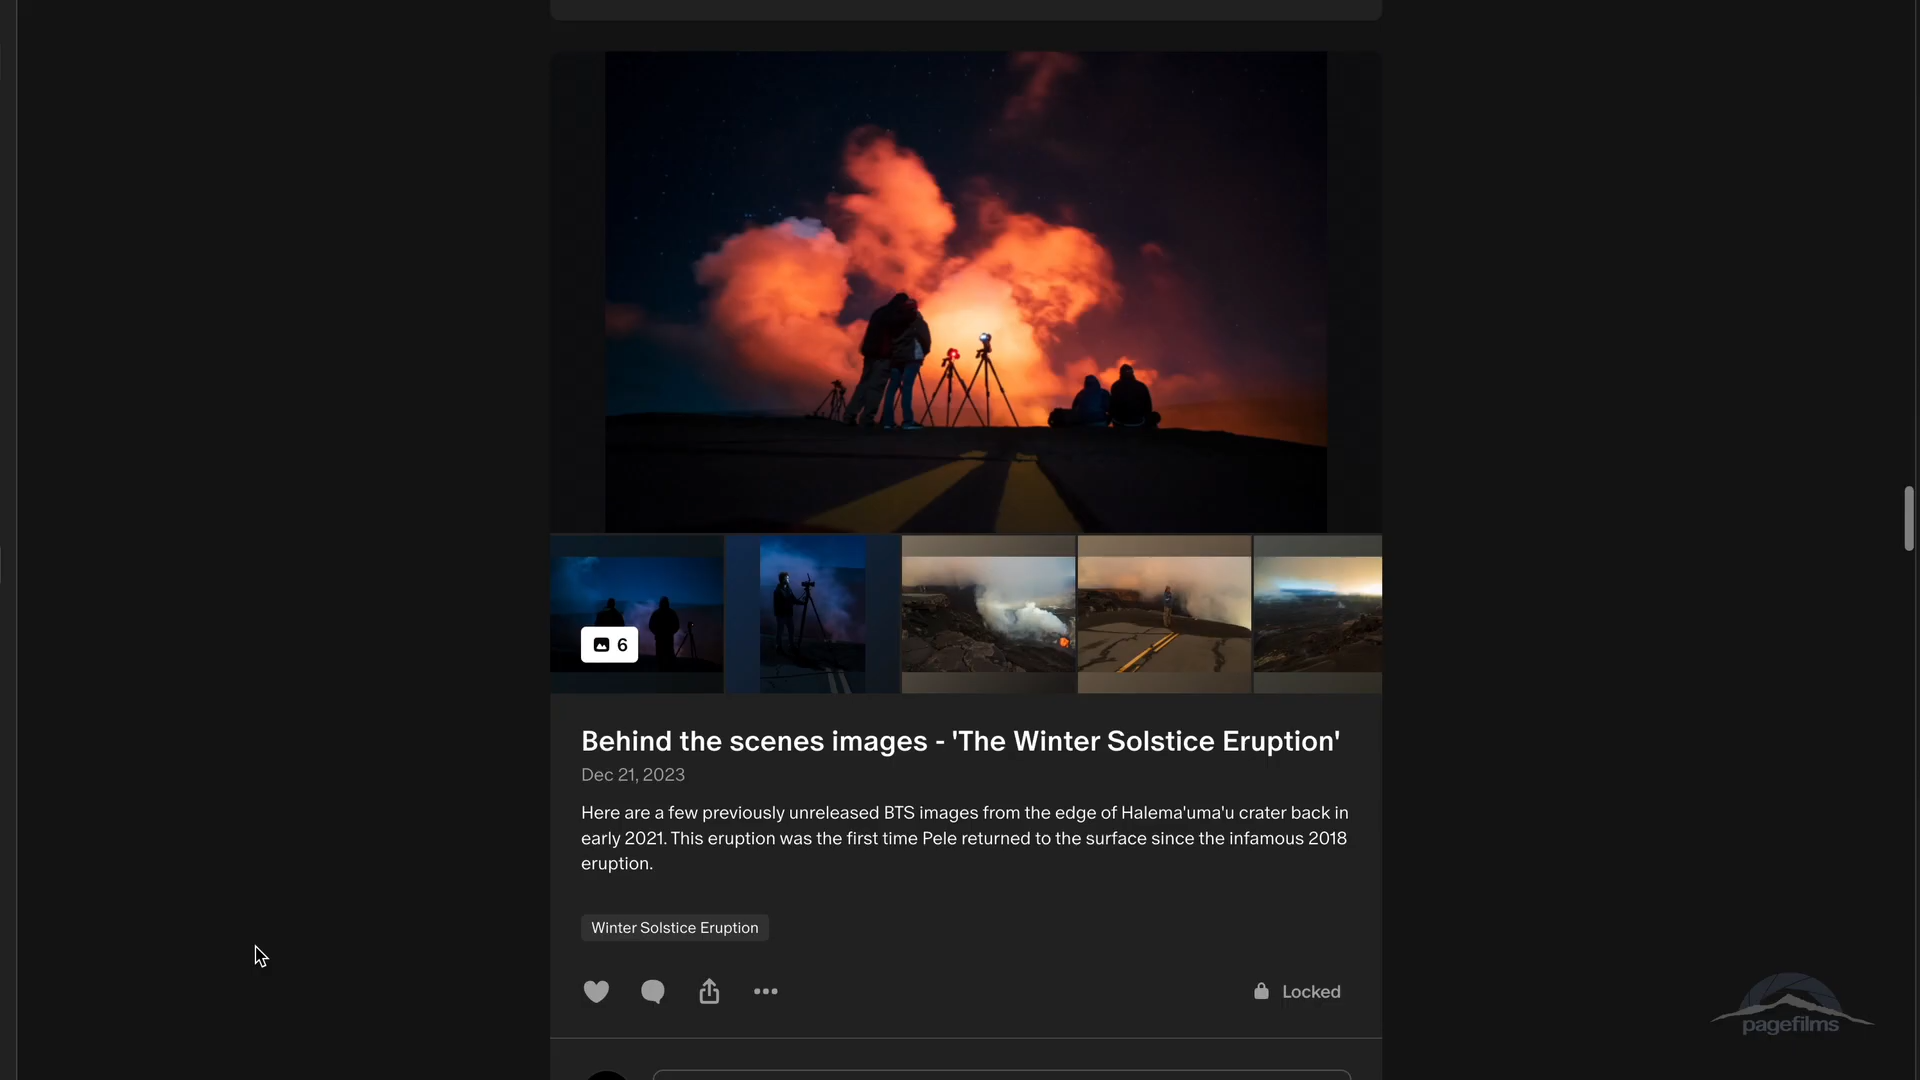 6
Behind the scenes images - 'The Winter Solstice Eruption'
Dec 21, 2023
Here are a few previously unreleased BTS images from the edge of Halema'uma'u crater back in
early 2021. This eruption was the first time Pele returned to the surface since the infamous 2018
eruption.
Winter Solstice Eruption
Locked
pagefilms